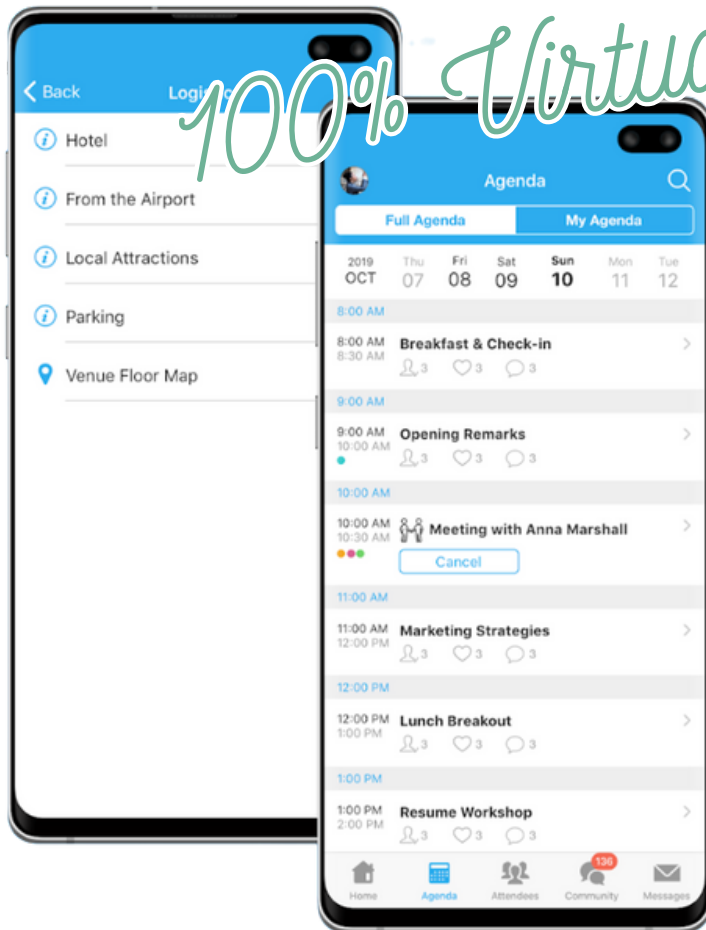 100% Virtua
Back
Hotel
From the Airport
Local Attractions
Parking
Venue Floor Map
Agenda
Full Agenda My Agenda
2019 Thu Fri Sat Sun Mon Tue
OCT 07 08 09 10 11 12
8:00 AM
8:00 AM Breakfast & Check-in
8:30 AM
3 3 3
9:00 AM
9:00 AM Opening Remarks
10:00 AM
3 3 3
10:00 AM
10:00 AM Meeting with Anna Marshall
10:30 AM
Cancel
11:00 AM
11:00 AM Marketing Strategies
12:00 PM
3 3 3
12:00 PM
12:00 PM Lunch Breakout
1:00 PM
3 3 3
1:00 PM
1:00 PM Resume Workshop
2:00 PM
3 3 3
136
Home Agenda Attendees Community Messages